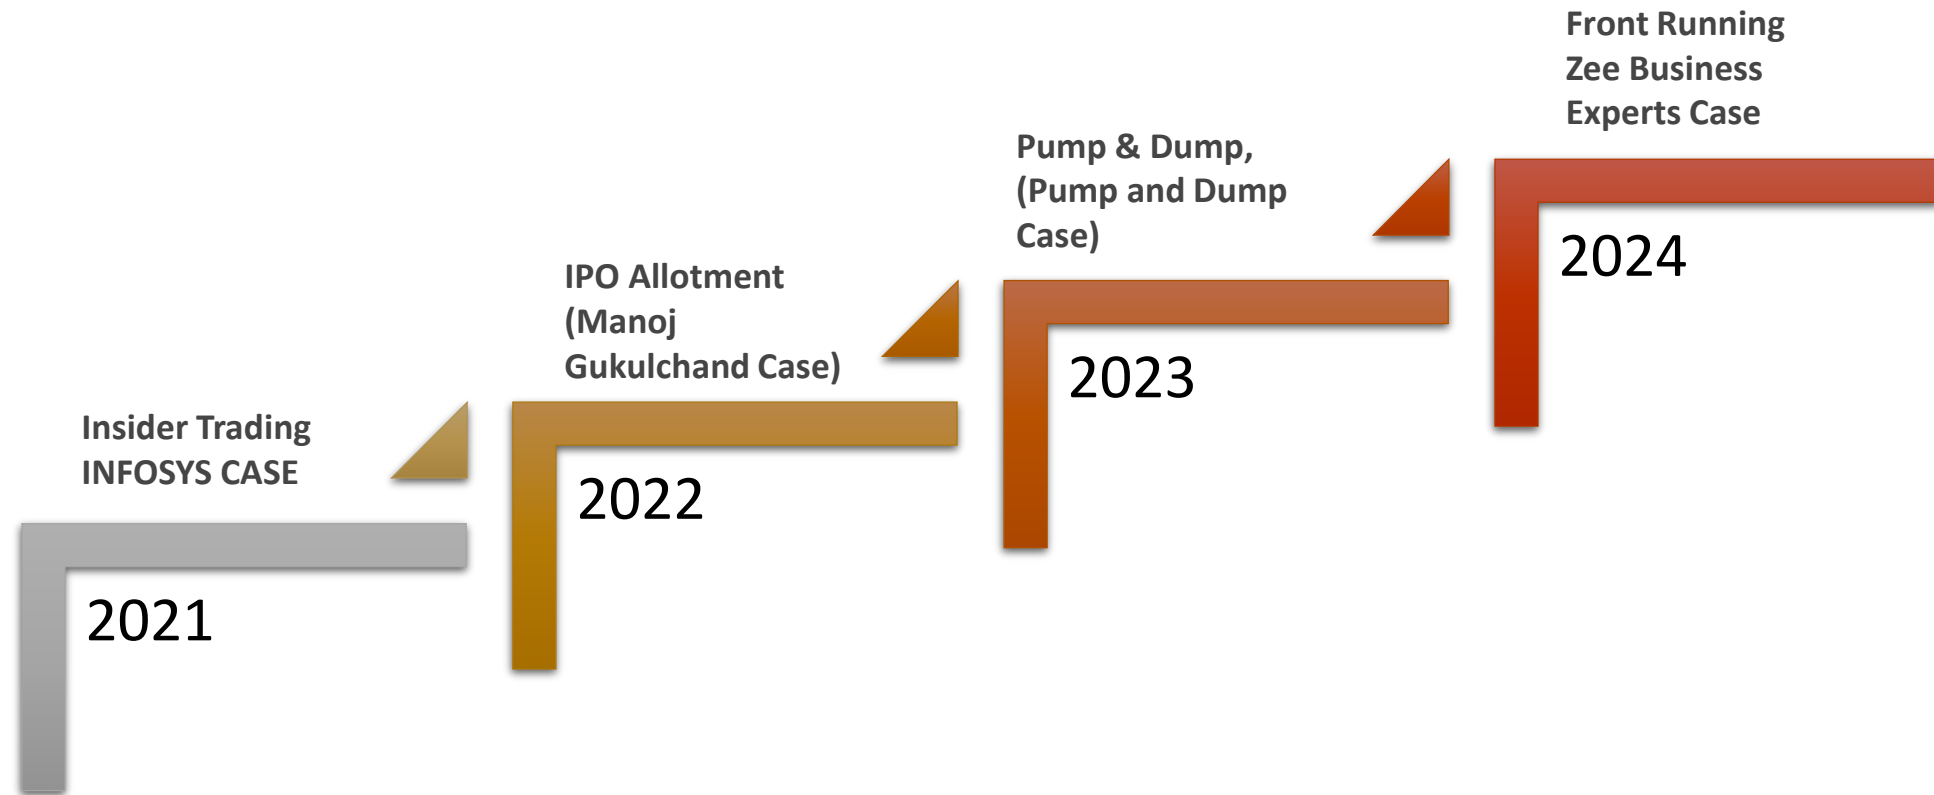 Insider Trading
INFOSYS CASE
2021
IPO Allotment
(Manoj
Gukulchand Case)
2022
Pump & Dump,
(Pump and Dump
Case)
2023
Front Running
Zee Business
Experts Case
2024